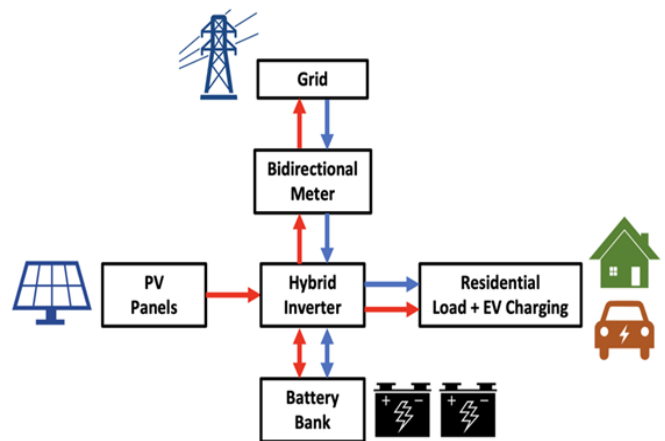 Grid
Bidirectional
Meter
PV
Panels
Hybrid
Inverter
Residential
Load + EV Charging
Battery
Bank
+ −
+ −